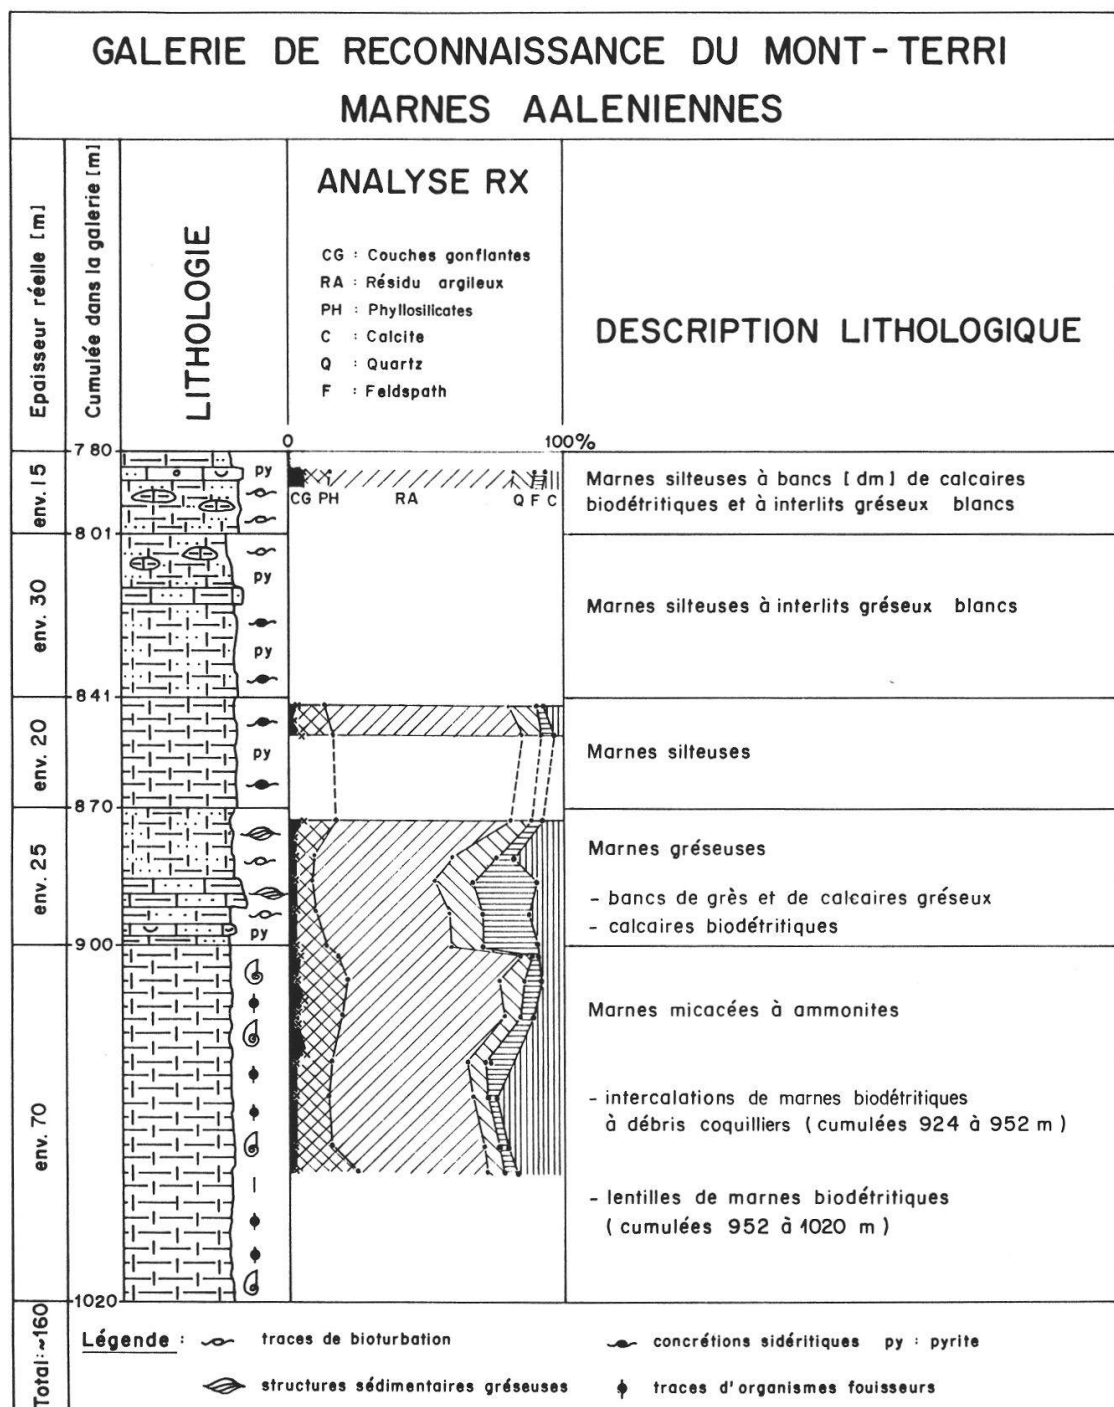 GALERIE DE RECONNAISSANCE DU MONT-TERRI
MARNES AALENIENNES
Epaisseur réelle [m]
Cumulée dans la galerie [m]
LITHOLOGIE
ANALYSE RX
CG : Couches gonflantes
RA : Résidu argileux
PH : Phyllosilicates
C : Calcite
Q : Quartz
F : Feldspath
DESCRIPTION LITHOLOGIQUE
0 100%
780
env. 15
py
CG PH RA Q F C
Marnes silteuses à bancs [dm] de calcaires
biodétritiques et à interlits gréseux blancs
801
env. 30
py
py
Marnes silteuses à interlits gréseux blancs
841
env. 20
py
Marnes silteuses
870
env. 25
py
Marnes gréseuses
- bancs de grès et de calcaires gréseux
- calcaires biodétritiques
900
env. 70
Marnes micacées à ammonites
- intercalations de marnes biodétritiques
à débris coquilliers (cumulées 924 à 952 m)
- lentilles de marnes biodétritiques
(cumulées 952 à 1020 m)
1020
Total: ~160
Légende : traces de bioturbation
concrétions sidéritiques py : pyrite
structures sédimentaires gréseuses
traces d'organismes fouisseurs